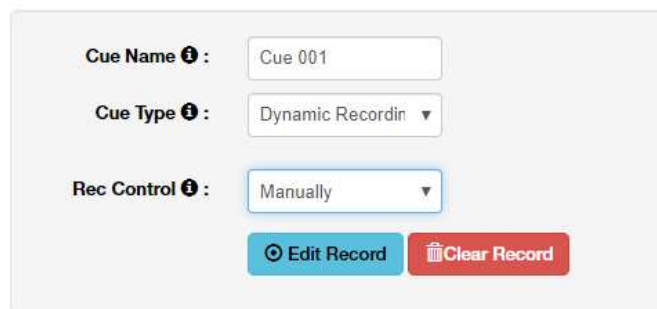 Cue Name : Cue 001
Cue Type : Dynamic Recordin
Rec Control : Manually
Edit Record Clear Record